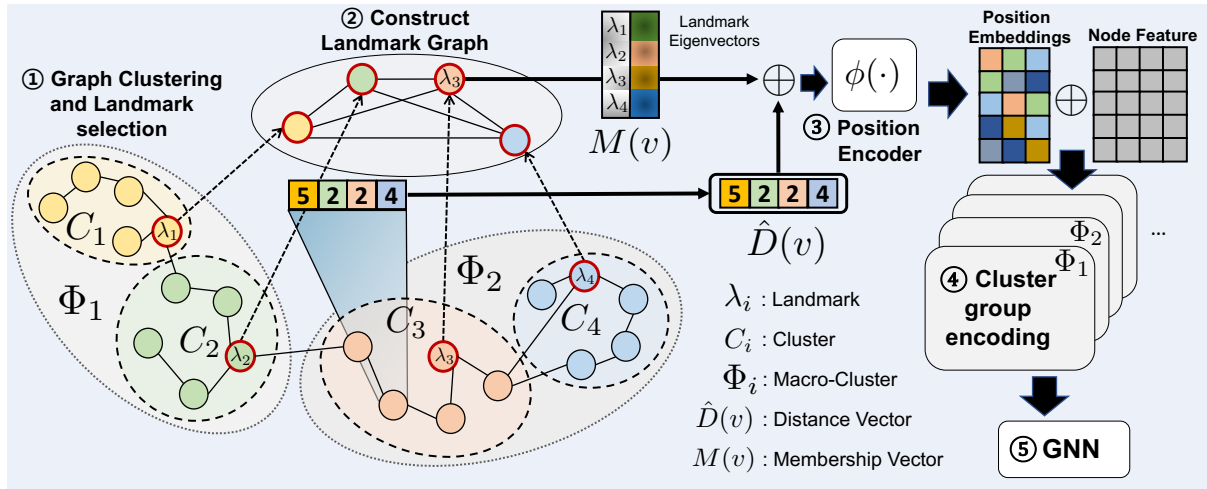 ① Graph Clustering
and Landmark
selection
② Construct
Landmark Graph
λ₃
λ₁
λ₂
λ₃
λ₄
M(v)
Landmark
Eigenvectors
ϕ(·)
③ Position
Encoder
Position
Embeddings
Node Feature
5 2 2 4
5 2 2 4
D̂(v)
C₁
λ₁
Φ₁
C₂
λ₂
Φ₂
C₃
λ₃
C₄
λ₄
λᵢ : Landmark
Cᵢ : Cluster
Φᵢ : Macro-Cluster
D̂(v) : Distance Vector
M(v) : Membership Vector
...
Φ₂
Φ₁
④ Cluster
group
encoding
⑤ GNN